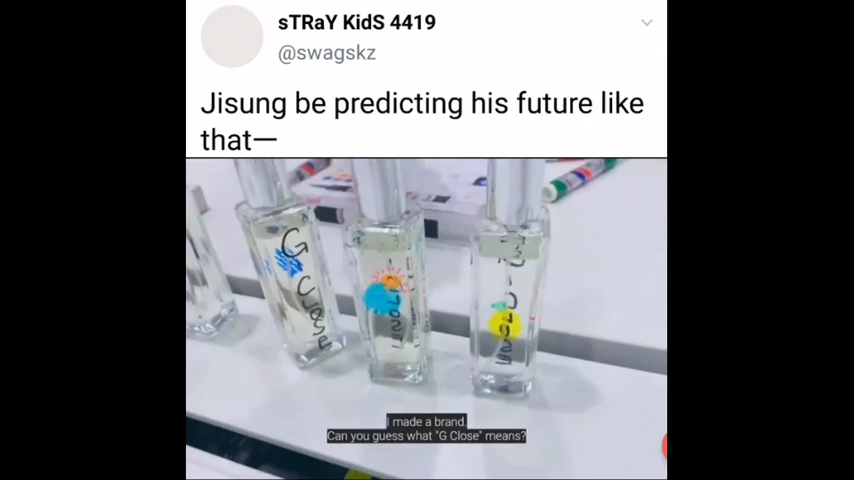 sTRaY KidS 4419
@swagskz
Jisung be predicting his future like
that—
G Close
I made a brand.
Can you guess what "G Close" means?